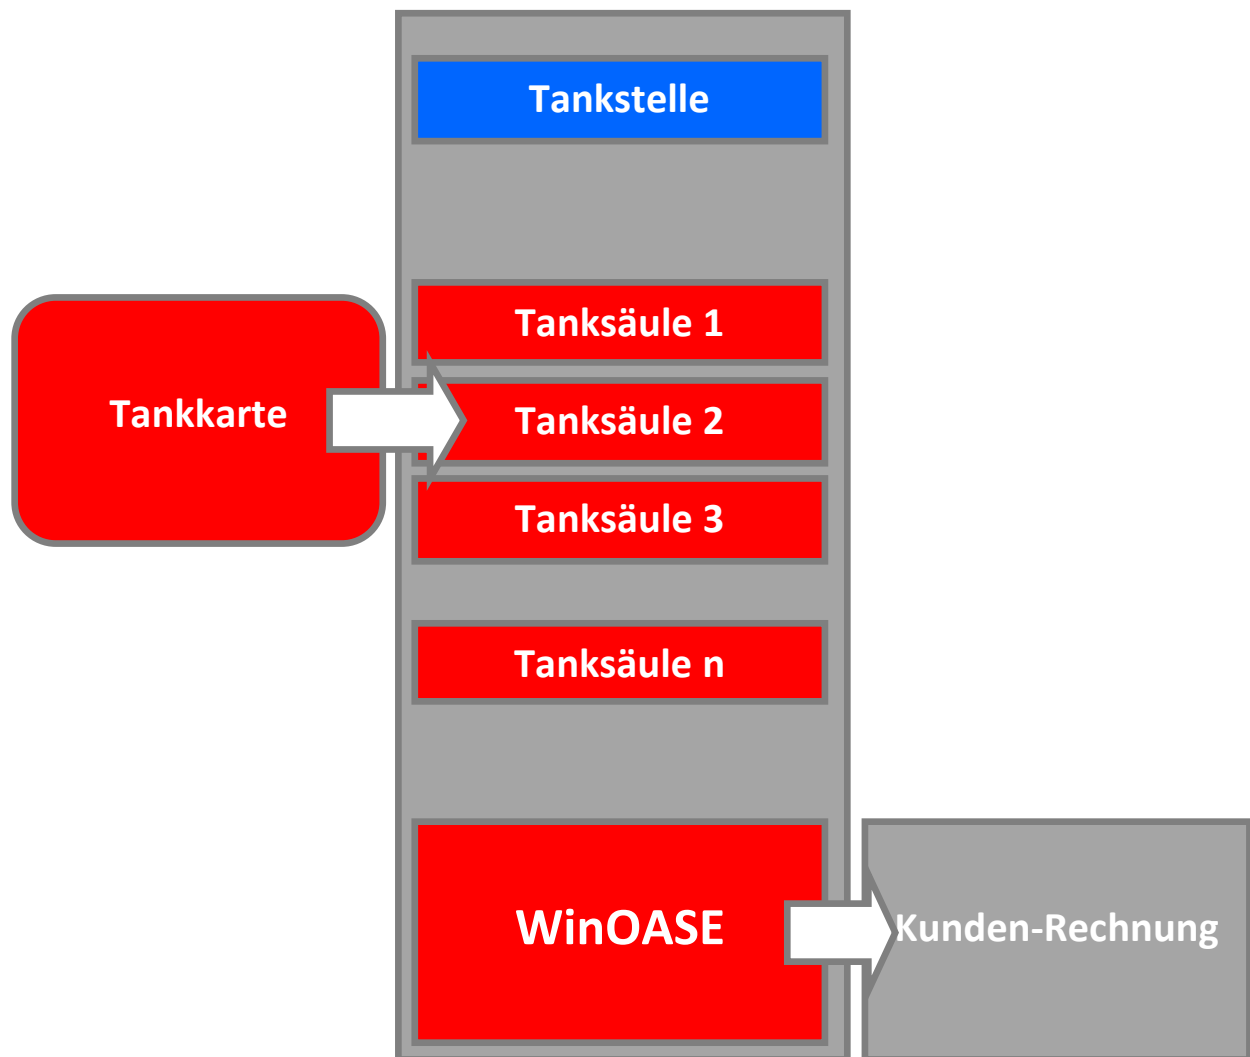 Tankstelle
Tanksäule 1
Tankkarte
Tanksäule 2
Tanksäule 3
Tanksäule n
WinOASE
Kunden-Rechnung